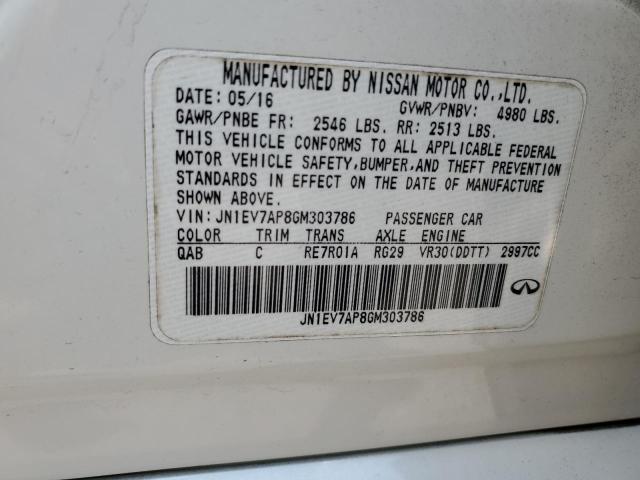 MANUFACTURED BY NISSAN MOTOR CO.,LTD.
DATE: 05/16 GVWR/PNBV: 4980 LBS.
GAWR/PNBE FR: 2546 LBS. RR: 2513 LBS.
THIS VEHICLE CONFORMS TO ALL APPLICABLE FEDERAL
MOTOR VEHICLE SAFETY,BUMPER,AND THEFT PREVENTION
STANDARDS IN EFFECT ON THE DATE OF MANUFACTURE
SHOWN ABOVE.
VIN:JN1EV7AP8GM303786 PASSENGER CAR
COLOR TRIM TRANS AXLE ENGINE
QAB C RE7R01A RG29 VR30(DDTT) 2997CC
JN1EV7AP8GM303786